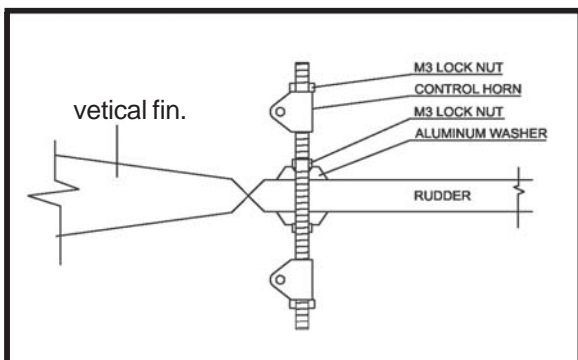 M3 LOCK NUT
CONTROL HORN
M3 LOCK NUT
ALUMINUM WASHER
vetical fin.
RUDDER